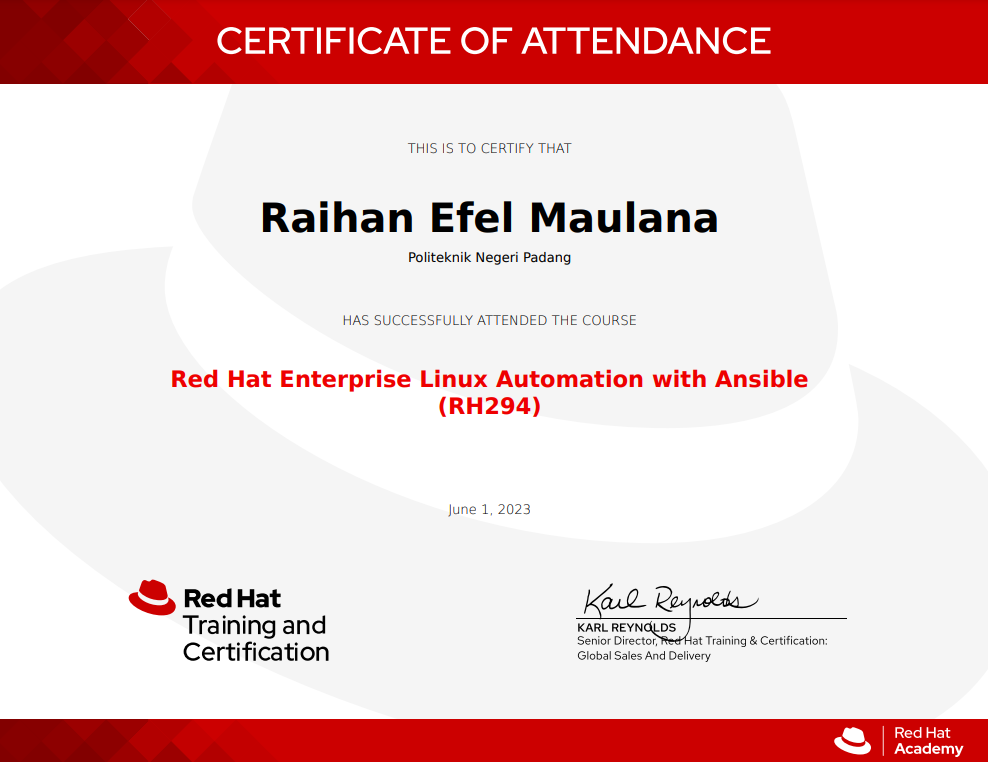 CERTIFICATE OF ATTENDANCE
THIS IS TO CERTIFY THAT
Raihan Efel Maulana
Politeknik Negeri Padang
HAS SUCCESSFULLY ATTENDED THE COURSE
Red Hat Enterprise Linux Automation with Ansible
(RH294)
June 1, 2023
Red Hat
Training and
Certification
Karl Reynolds
KARL REYNOLDS
Senior Director, Red Hat Training & Certification:
Global Sales And Delivery
Red Hat
Academy